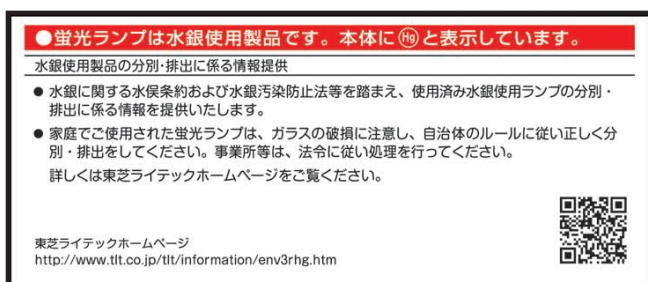 ●蛍光ランプは水銀使用製品です。本体に Hg と表示しています。
水銀使用製品の分別・排出に係る情報提供
● 水銀に関する水俣条約および水銀汚染防止法等を踏まえ、使用済み水銀使用ランプの分別・
排出に係る情報を提供いたします。
● 家庭でご使用された蛍光ランプは、ガラスの破損に注意し、自治体のルールに従い正しく分
別・排出をしてください。事業所等は、法令に従い処理を行ってください。
詳しくは東芝ライテックホームページをご覧ください。
東芝ライテックホームページ
http://www.tlt.co.jp/tlt/information/env3rhg.htm